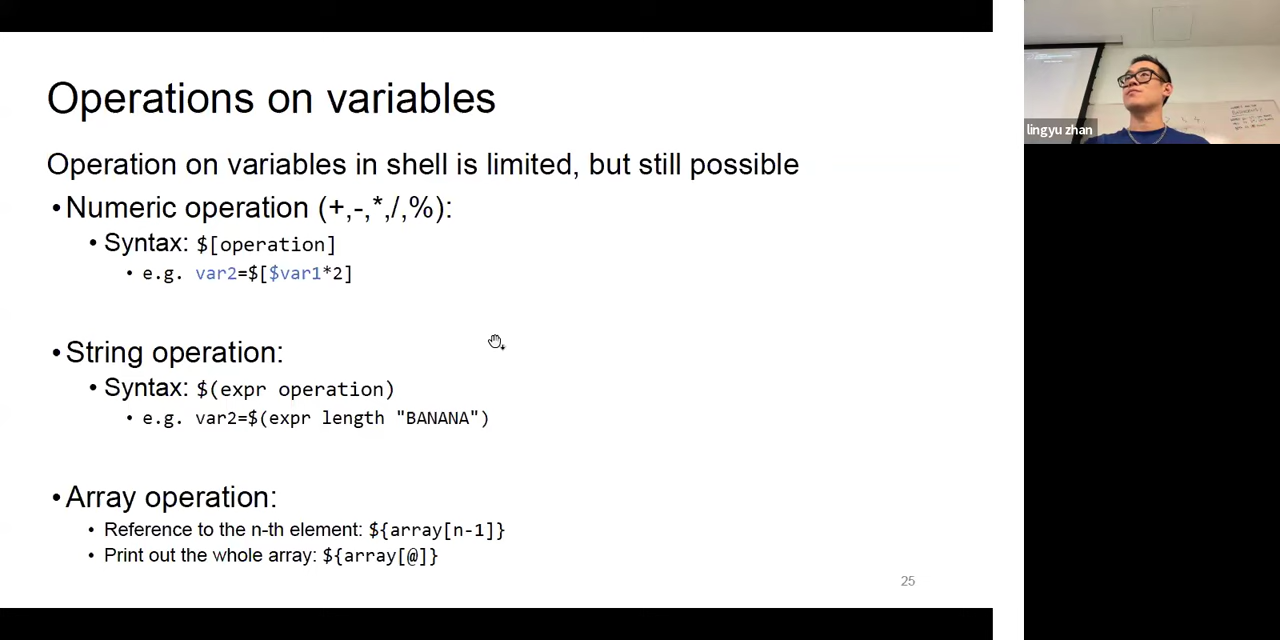 Operations on variables
Operation on variables in shell is limited, but still possible
•Numeric operation (+,-,*,/,%):
• Syntax: $[operation]
• e.g. var2=$[$var1*2]
•String operation:
• Syntax: $(expr operation)
• e.g. var2=$(expr length "BANANA")
•Array operation:
• Reference to the n-th element: ${array[n-1]}
• Print out the whole array: ${array[@]}
25
lingyu zhan